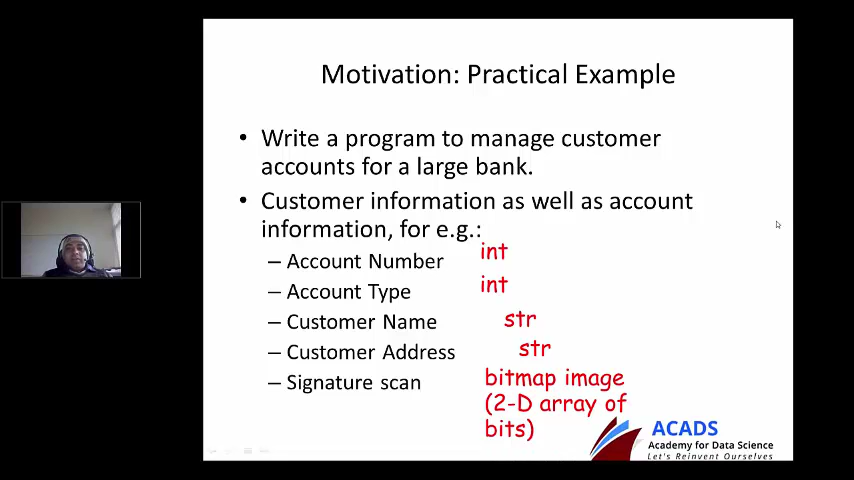 Motivation: Practical Example
• Write a program to manage customer
accounts for a large bank.
• Customer information as well as account
information, for e.g.:
– Account Number int
– Account Type int
– Customer Name str
– Customer Address str
– Signature scan bitmap image
(2-D array of
bits)
ACADS
Academy for Data Science
Let's Reinvent Ourselves